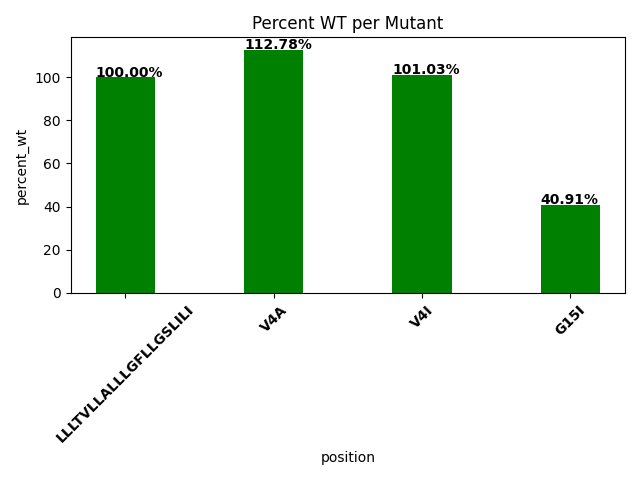 Percent WT per Mutant
percent_wt
100
80
60
40
20
0
100.00%
112.78%
101.03%
40.91%
LLLTVLLALLLGFLLGSLILI
V4A
V4I
G15I
position